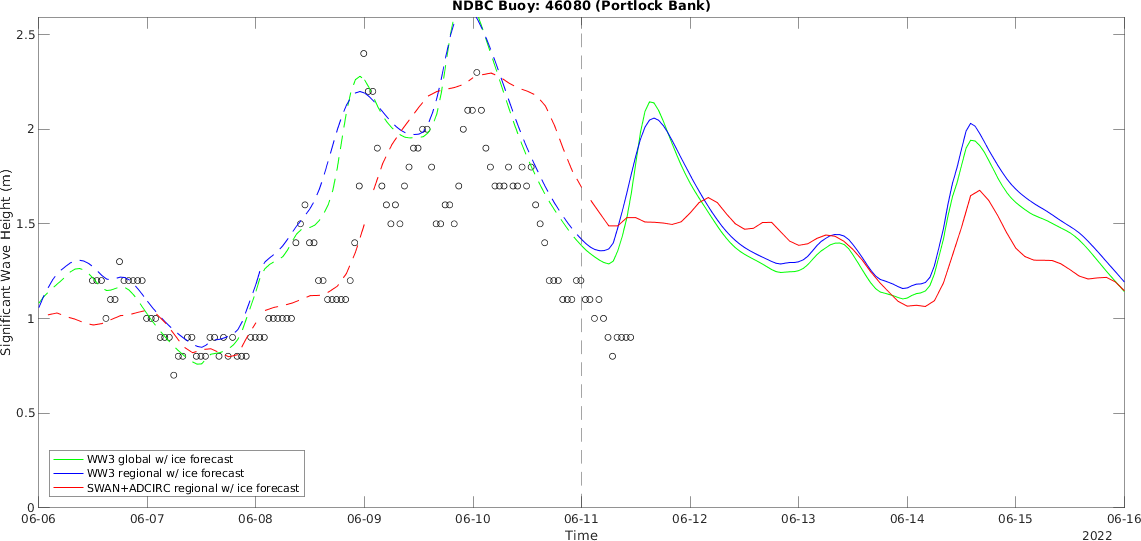 NDBC Buoy: 46080 (Portlock Bank)
2.5
2
1.5
1
0.5
0
Significant Wave Height (m)
WW3 global w/ ice forecast
WW3 regional w/ ice forecast
SWAN+ADCIRC regional w/ ice forecast
06-06 06-07 06-08 06-09 06-10 06-11 06-12 06-13 06-14 06-15 06-16
Time
2022